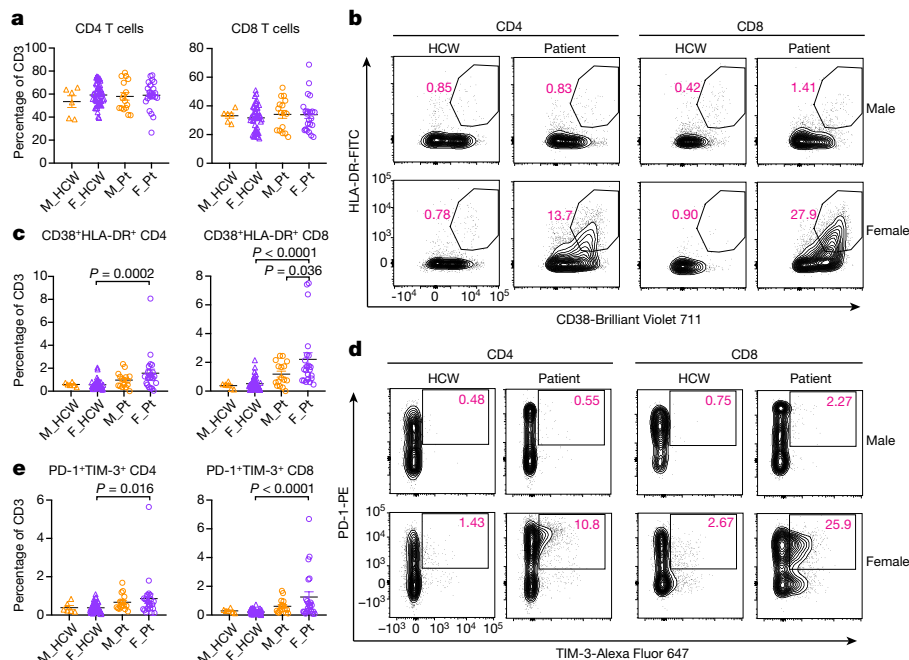 a
CD4 T cells
CD8 T cells
Percentage of CD3
100
80
60
40
20
0
M_HCW
F_HCW
M_Pt
F_Pt
80
60
40
20
0
M_HCW
F_HCW
M_Pt
F_Pt
b
CD4
CD8
HCW
Patient
HCW
Patient
0.85
0.83
0.42
1.41
Male
0.78
13.7
0.90
27.9
Female
HLA-DR-FITC
10⁵
10⁴
10³
0
-10⁴
0
10⁴
10⁵
CD38-Brilliant Violet 711
c
CD38⁺HLA-DR⁺ CD4
CD38⁺HLA-DR⁺ CD8
Percentage of CD3
P = 0.0002
10
8
6
4
2
0
M_HCW
F_HCW
M_Pt
F_Pt
P < 0.0001
P = 0.036
8
6
4
2
0
M_HCW
F_HCW
M_Pt
F_Pt
d
CD4
CD8
HCW
Patient
HCW
Patient
0.48
0.55
0.75
2.27
Male
1.43
10.8
2.67
25.9
Female
PD-1-PE
10⁵
10⁴
10³
0
-10³
-10³
0
10³
10⁴
10⁵
TIM-3-Alexa Fluor 647
e
PD-1⁺TIM-3⁺ CD4
PD-1⁺TIM-3⁺ CD8
Percentage of CD3
P = 0.016
6
4
2
0
M_HCW
F_HCW
M_Pt
F_Pt
P < 0.0001
8
6
4
2
0
M_HCW
F_HCW
M_Pt
F_Pt